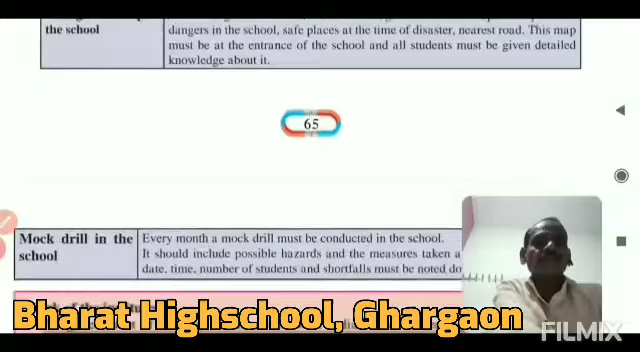 the school
dangers in the school, safe places at the time of disaster, nearest road. This map
must be at the entrance of the school and all students must be given detailed
knowledge about it.
65
Mock drill in the
school
Every month a mock drill must be conducted in the school.
It should include possible hazards and the measures taken a
date, time, number of students and shortfalls must be noted do
Bharat Highschool, Ghargaon
FILMIX